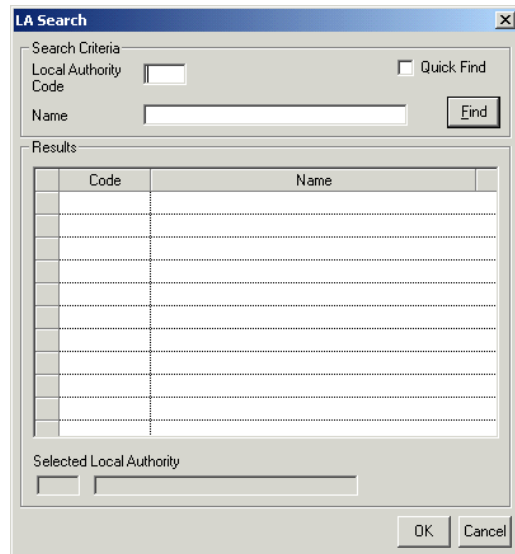 LA Search
Search Criteria
Local Authority
Code
Quick Find
Name
Find
Results
Code Name
Selected Local Authority
OK Cancel